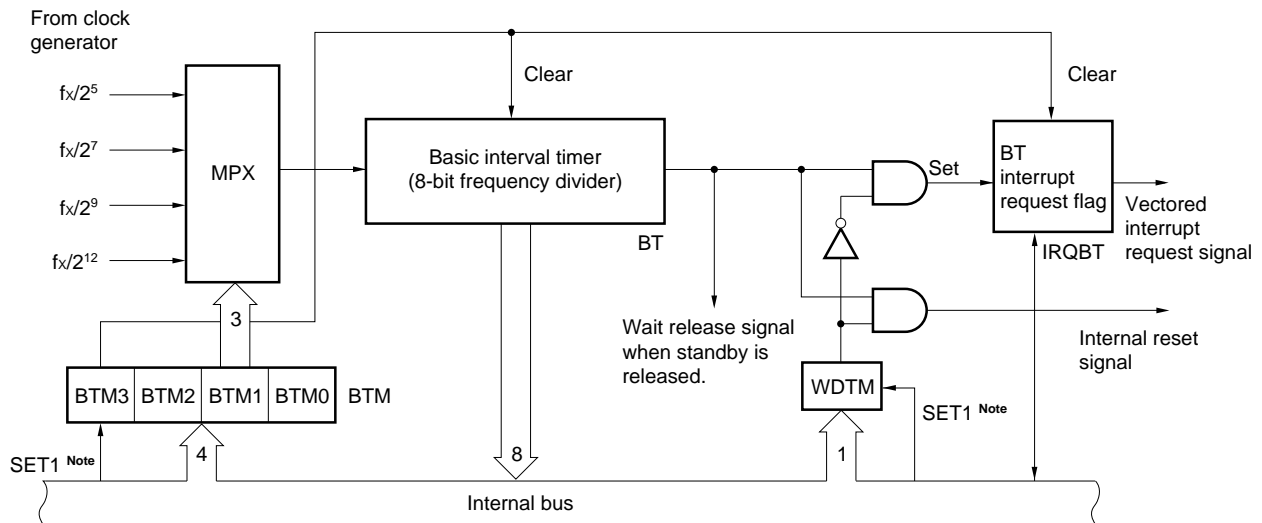 From clock
generator
fX/2⁵
fX/2⁷
fX/2⁹
fX/2¹²
MPX
3
Clear
Basic interval timer
(8-bit frequency divider)
BT
Wait release signal
when standby is
released.
Set
Clear
BT
interrupt
request flag
IRQBT
Vectored
interrupt
request signal
Internal reset
signal
WDTM
SET1 Note
1
BTM3 BTM2 BTM1 BTM0 BTM
SET1 Note
4
8
Internal bus